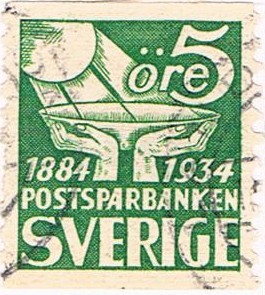 öre 5
1884 1934
POSTSPARBANKEN
SVERIGE